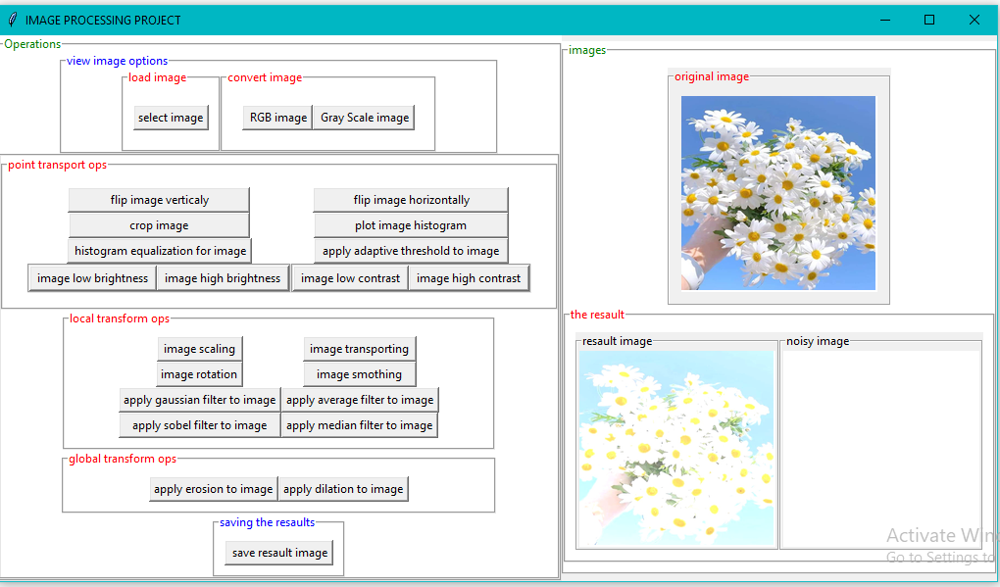 IMAGE PROCESSING PROJECT
Operations
view image options
load image
convert image
select image
RGB image
Gray Scale image
point transport ops
flip image verticaly
flip image horizontally
crop image
plot image histogram
histogram equalization for image
apply adaptive threshold to image
image low brightness
image high brightness
image low contrast
image high contrast
local transform ops
image scaling
image transporting
image rotation
image smothing
apply gaussian filter to image
apply average filter to image
apply sobel filter to image
apply median filter to image
global transform ops
apply erosion to image
apply dilation to image
saving the resaults
save resault image
images
original image
the resault
resault image
noisy image
Activate Win
Go to Settings to